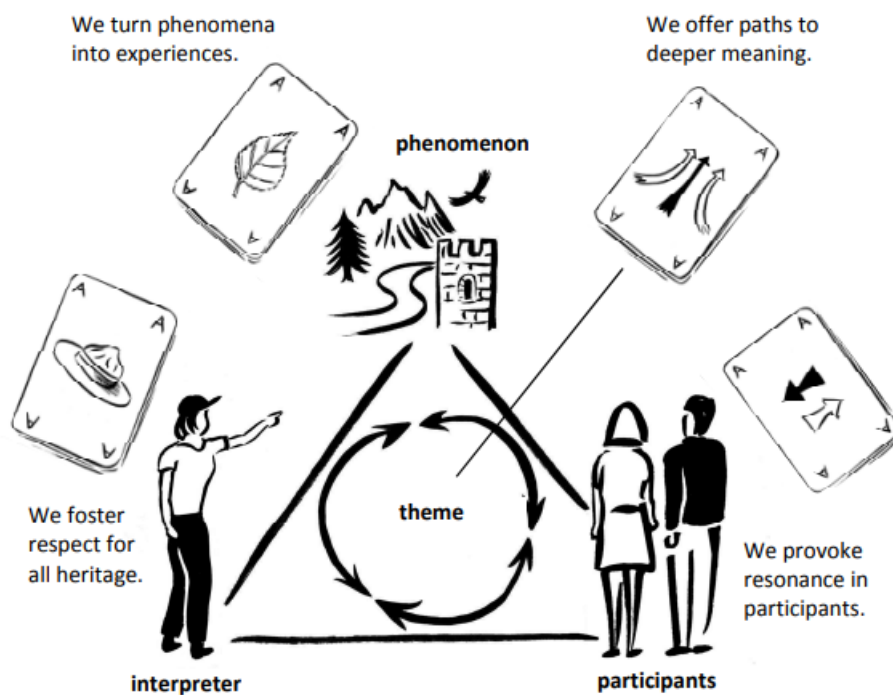 We turn phenomena
into experiences.
We offer paths to
deeper meaning.
A
A
A
A
A
A
A
A
phenomenon
A
A
A
A
A
A
A
A
theme
We foster
respect for
all heritage.
We provoke
resonance in
participants.
interpreter
participants